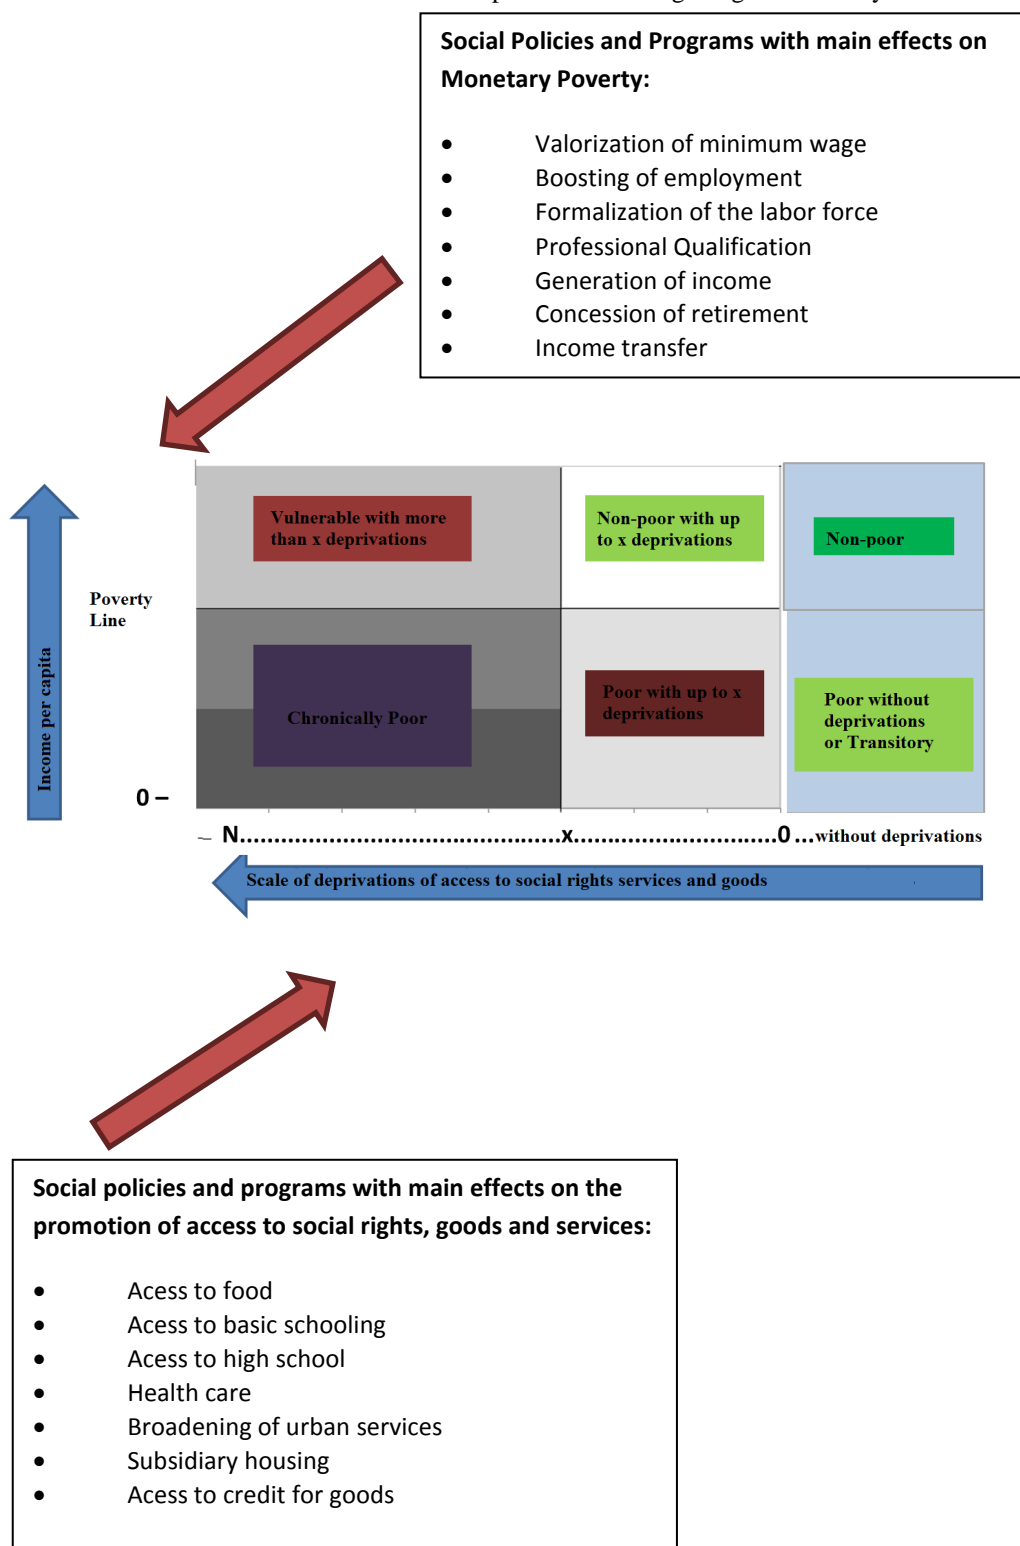 Social Policies and Programs with main effects on
Monetary Poverty:
• Valorization of minimum wage
• Boosting of employment
• Formalization of the labor force
• Professional Qualification
• Generation of income
• Concession of retirement
• Income transfer
Income per capita
Poverty
Line
0 –
Vulnerable with more
than x deprivations
Non-poor with up
to x deprivations
Non-poor
Chronically Poor
Poor with up to x
deprivations
Poor without
deprivations
or Transitory
N.................................................x...............................0 ...without deprivations
Scale of deprivations of access to social rights services and goods
Social policies and programs with main effects on the
promotion of access to social rights, goods and services:
• Acess to food
• Acess to basic schooling
• Acess to high school
• Health care
• Broadening of urban services
• Subsidiary housing
• Acess to credit for goods